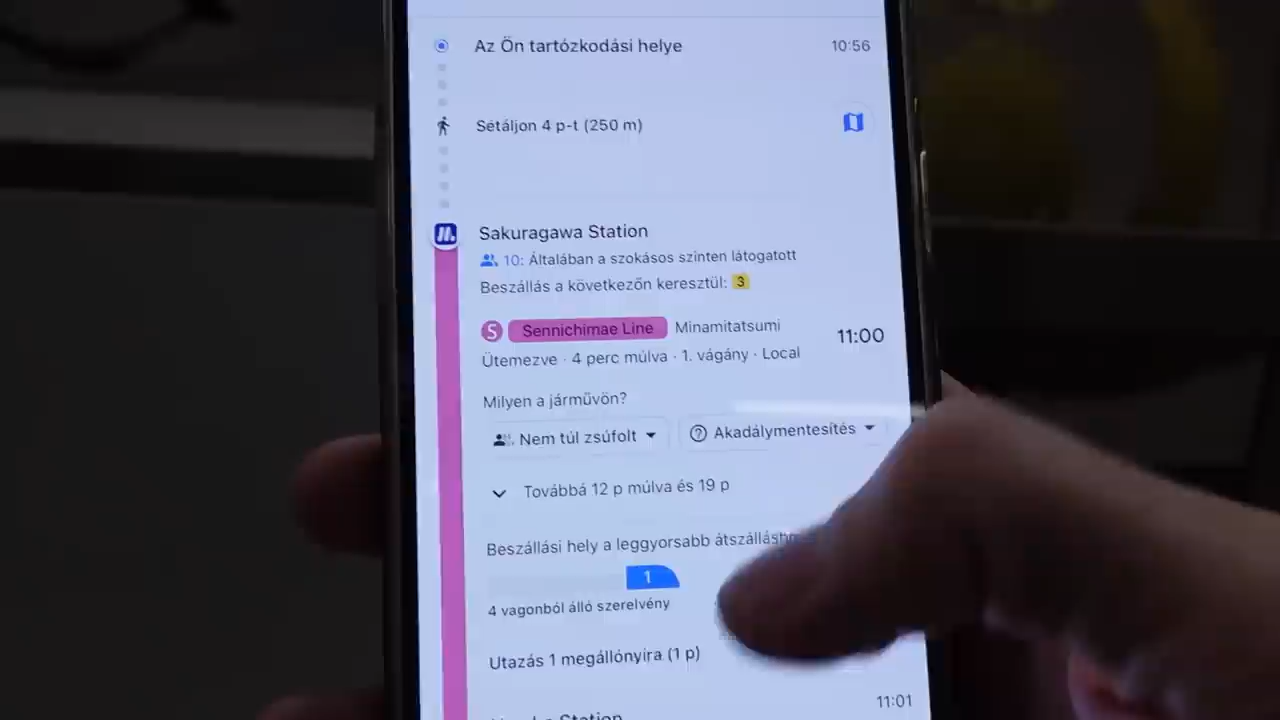 Az Ön tartózkodási helye 10:56
Sétáljon 4 p-t (250 m)
Sakuragawa Station
10: Általában a szokásos szinten látogatott
Beszállás a következőn keresztül: 3
S Sennichimae Line Minamitatsumi 11:00
Ütemezve · 4 perc múlva · 1. vágány · Local
Milyen a járművön?
Nem túl zsúfolt Akadálymentesítés
Továbbá 12 p múlva és 19 p
Beszállási hely a leggyorsabb
1
4 vagonból álló szerelvény
Utazás 1 megállónyira (1 p)
11:01
Station